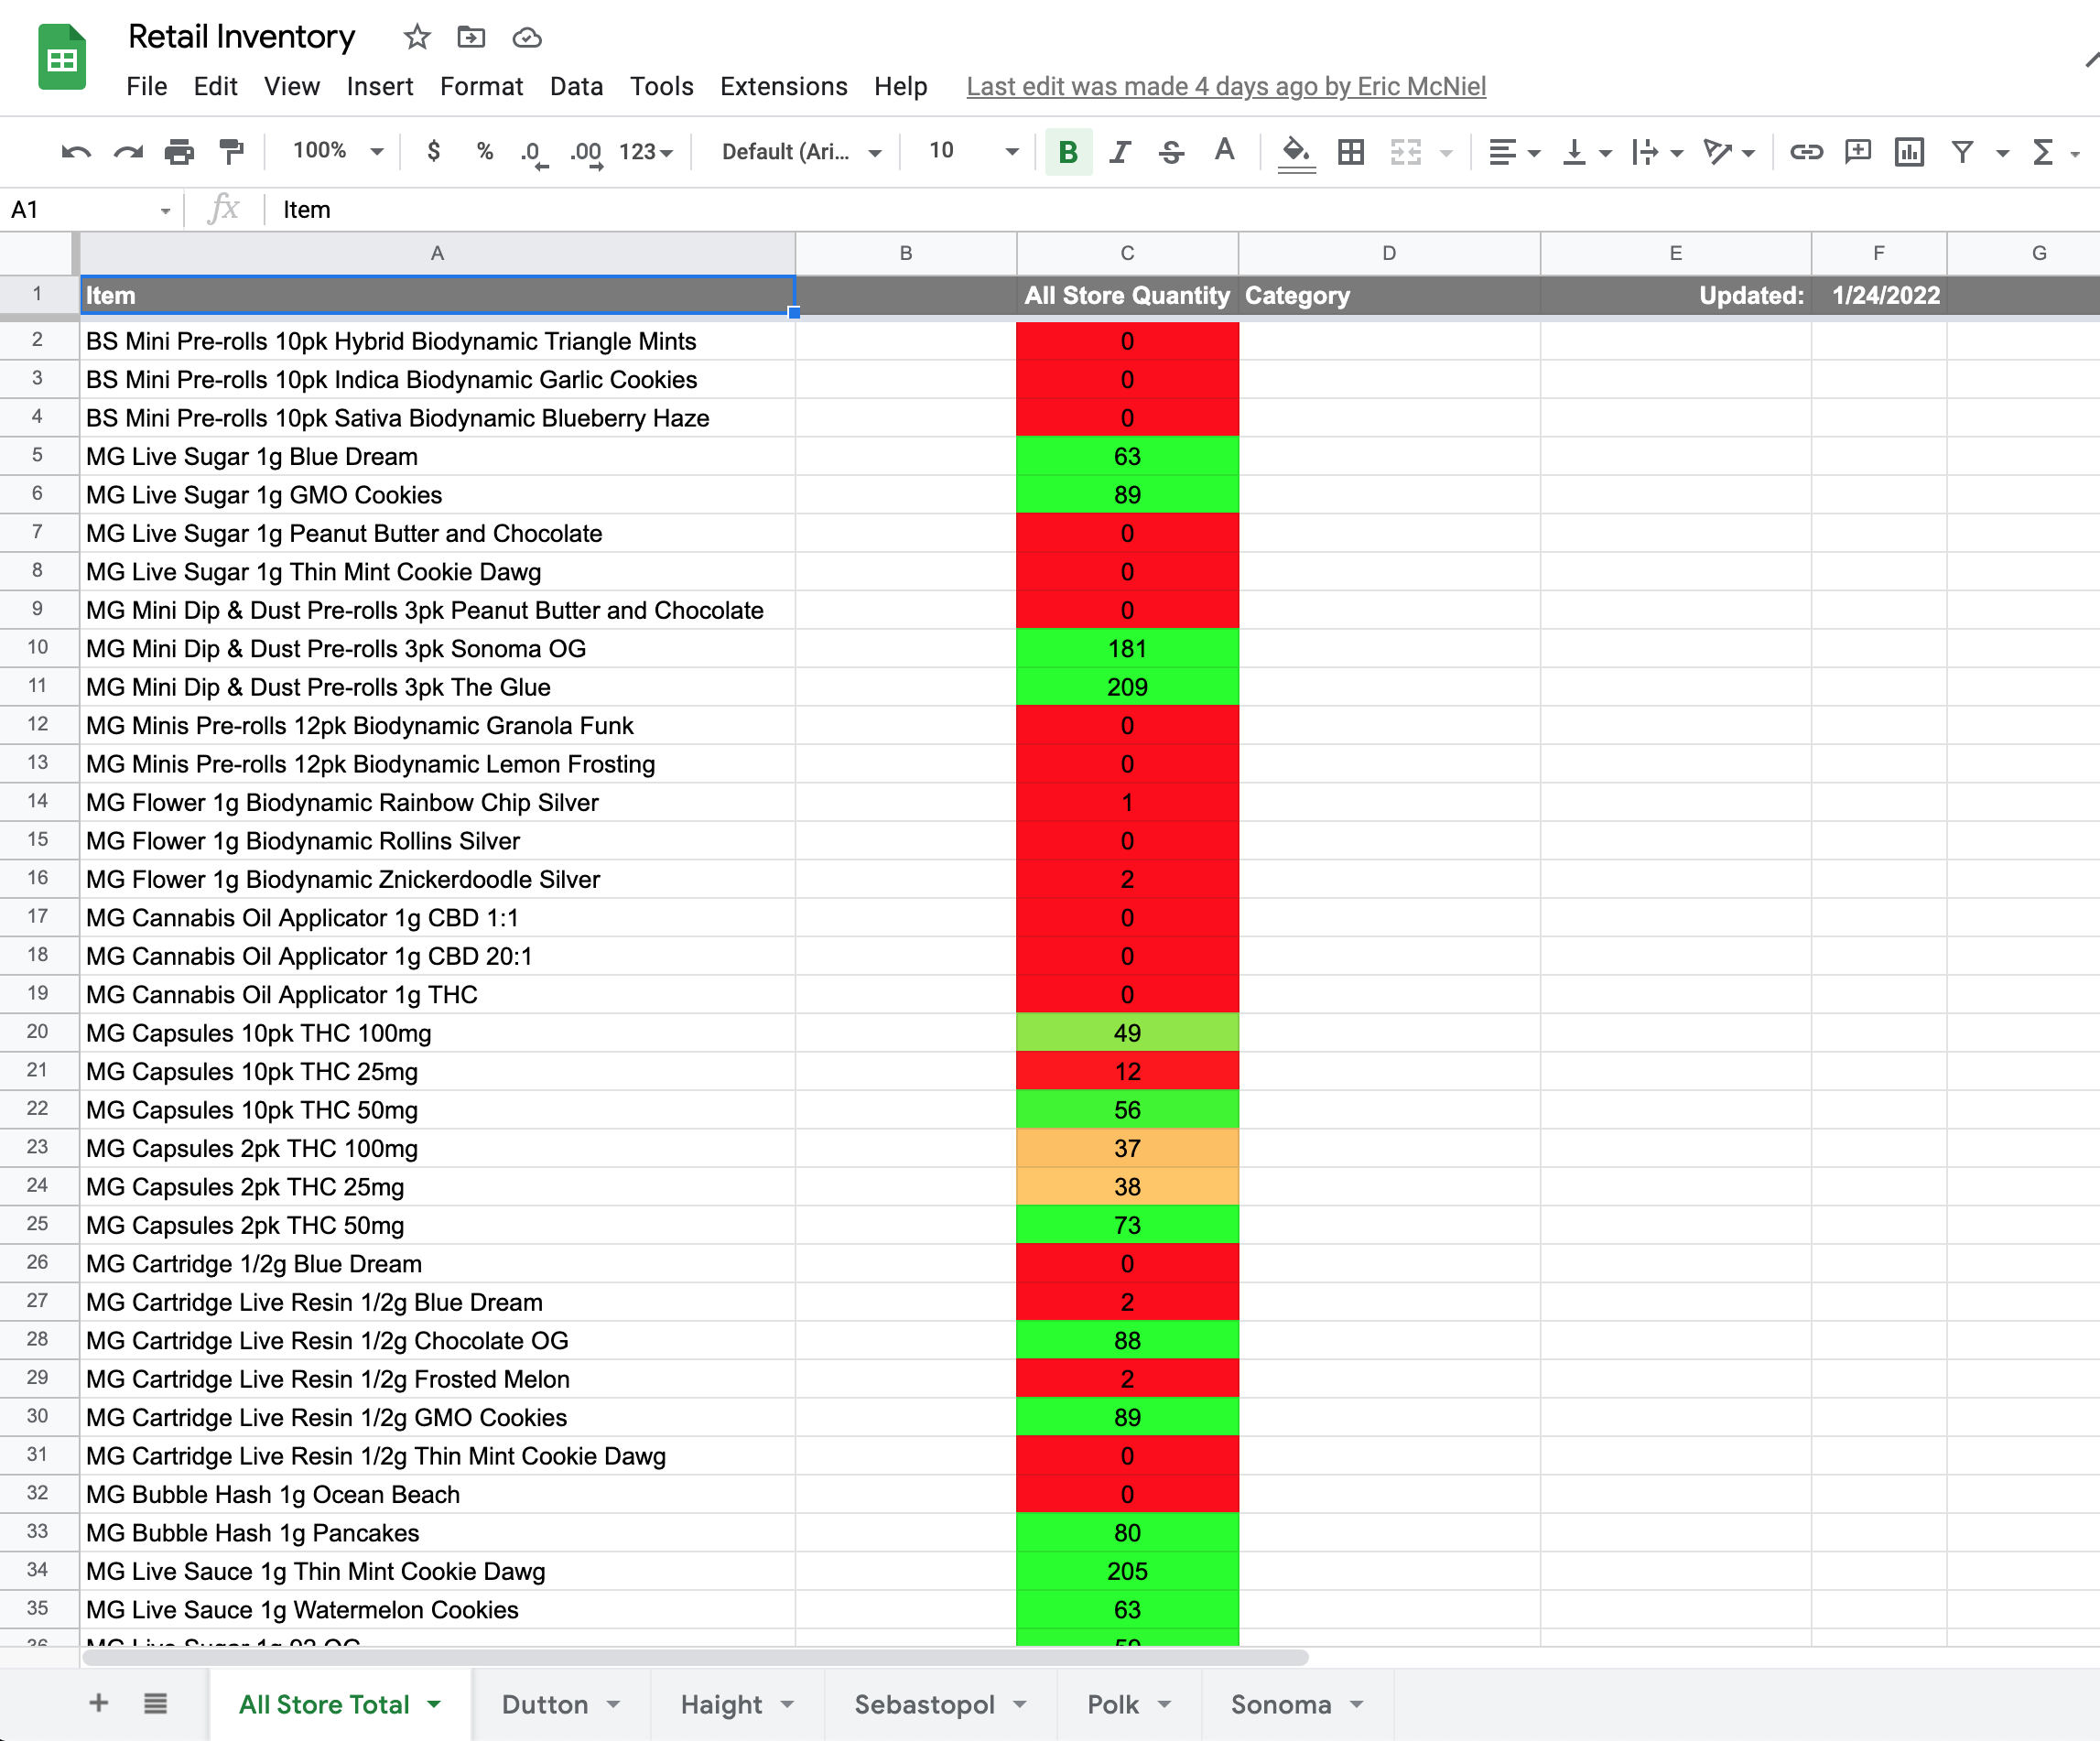 Retail Inventory
File Edit View Insert Format Data Tools Extensions Help Last edit was made 4 days ago by Eric McNiel
100% $ % .0 .00 123 Default (Ari... 10 B I S A
A1 fx Item
A B C D E F G
1 Item All Store Quantity Category Updated: 1/24/2022
2 BS Mini Pre-rolls 10pk Hybrid Biodynamic Triangle Mints 0
3 BS Mini Pre-rolls 10pk Indica Biodynamic Garlic Cookies 0
4 BS Mini Pre-rolls 10pk Sativa Biodynamic Blueberry Haze 0
5 MG Live Sugar 1g Blue Dream 63
6 MG Live Sugar 1g GMO Cookies 89
7 MG Live Sugar 1g Peanut Butter and Chocolate 0
8 MG Live Sugar 1g Thin Mint Cookie Dawg 0
9 MG Mini Dip & Dust Pre-rolls 3pk Peanut Butter and Chocolate 0
10 MG Mini Dip & Dust Pre-rolls 3pk Sonoma OG 181
11 MG Mini Dip & Dust Pre-rolls 3pk The Glue 209
12 MG Minis Pre-rolls 12pk Biodynamic Granola Funk 0
13 MG Minis Pre-rolls 12pk Biodynamic Lemon Frosting 0
14 MG Flower 1g Biodynamic Rainbow Chip Silver 1
15 MG Flower 1g Biodynamic Rollins Silver 0
16 MG Flower 1g Biodynamic Znickerdoodle Silver 2
17 MG Cannabis Oil Applicator 1g CBD 1:1 0
18 MG Cannabis Oil Applicator 1g CBD 20:1 0
19 MG Cannabis Oil Applicator 1g THC 0
20 MG Capsules 10pk THC 100mg 49
21 MG Capsules 10pk THC 25mg 12
22 MG Capsules 10pk THC 50mg 56
23 MG Capsules 2pk THC 100mg 37
24 MG Capsules 2pk THC 25mg 38
25 MG Capsules 2pk THC 50mg 73
26 MG Cartridge 1/2g Blue Dream 0
27 MG Cartridge Live Resin 1/2g Blue Dream 2
28 MG Cartridge Live Resin 1/2g Chocolate OG 88
29 MG Cartridge Live Resin 1/2g Frosted Melon 2
30 MG Cartridge Live Resin 1/2g GMO Cookies 89
31 MG Cartridge Live Resin 1/2g Thin Mint Cookie Dawg 0
32 MG Bubble Hash 1g Ocean Beach 0
33 MG Bubble Hash 1g Pancakes 80
34 MG Live Sauce 1g Thin Mint Cookie Dawg 205
35 MG Live Sauce 1g Watermelon Cookies 63
36 MG Live Sugar 1g
All Store Total Dutton Haight Sebastopol Polk Sonoma